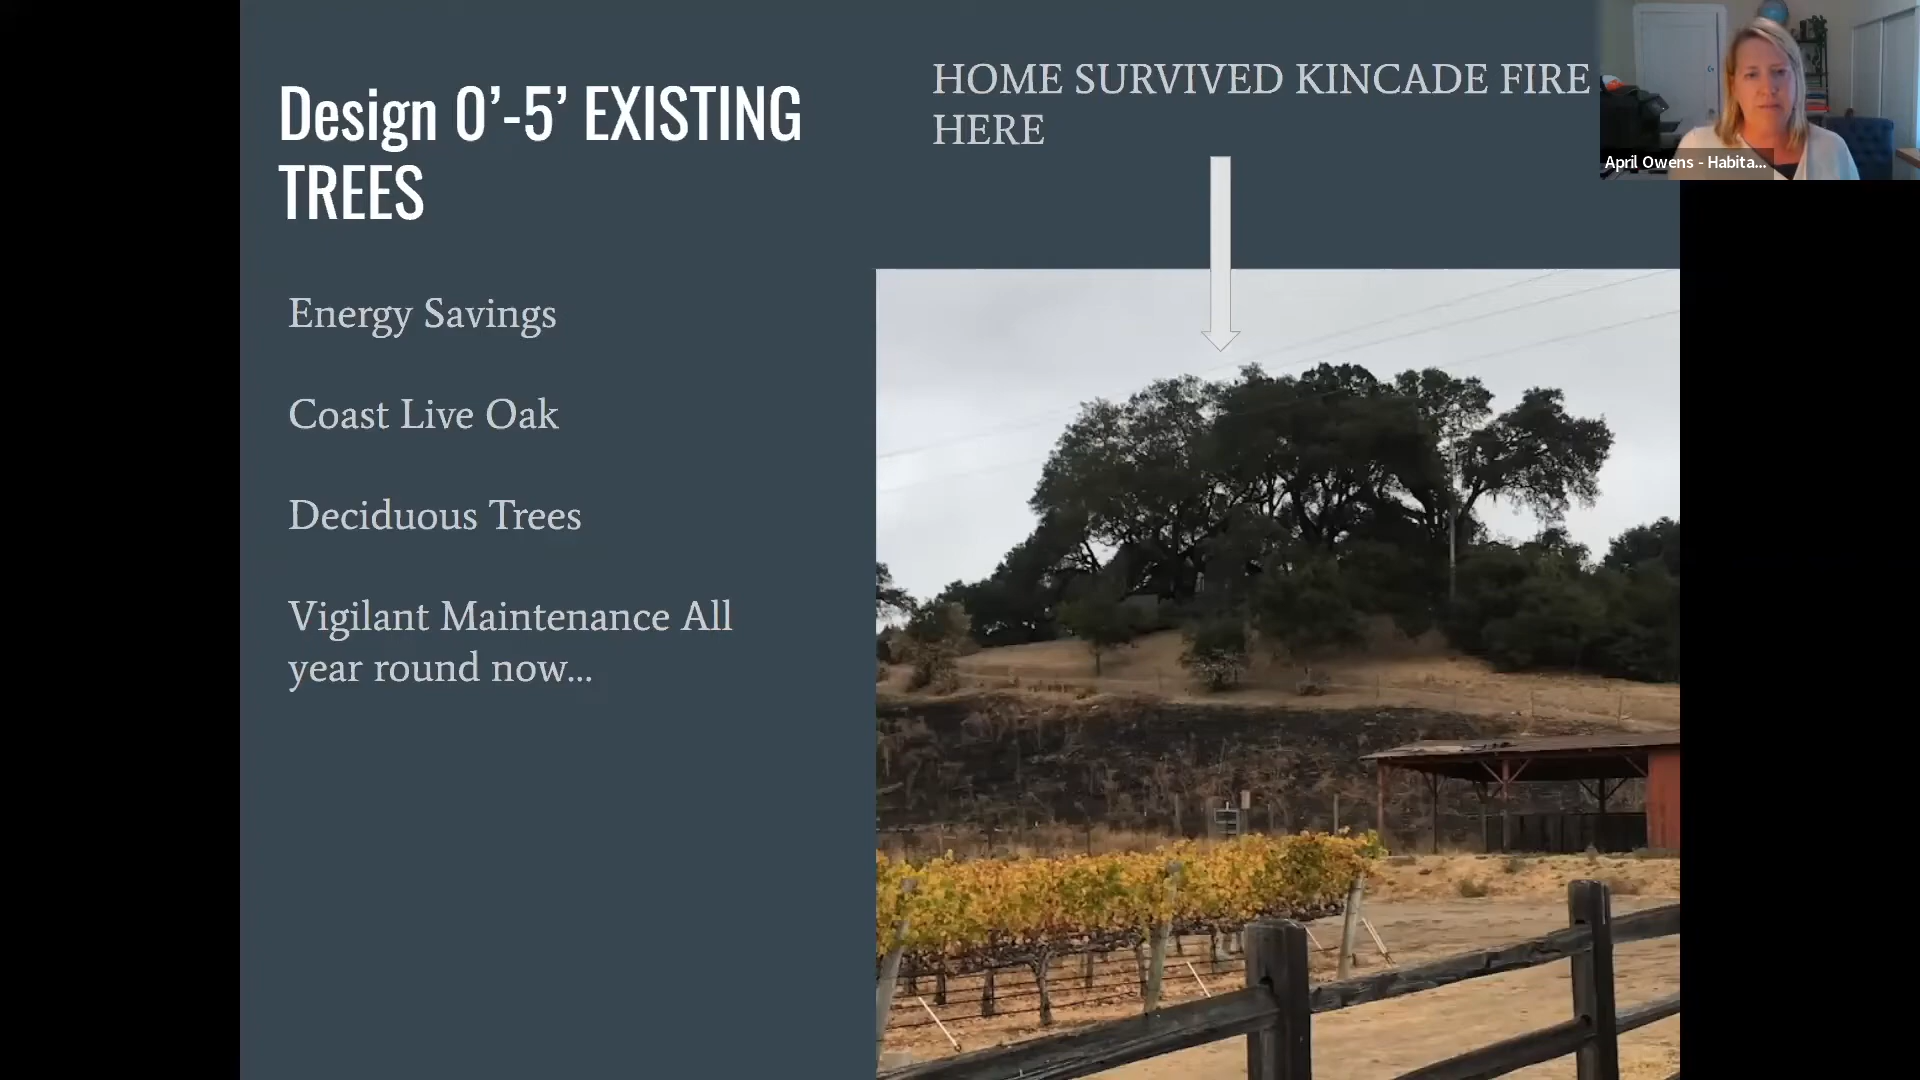 Design 0’-5’ EXISTING
TREES
HOME SURVIVED KINCADE FIRE
HERE
April Owens - Habita...
Energy Savings
Coast Live Oak
Deciduous Trees
Vigilant Maintenance All
year round now...